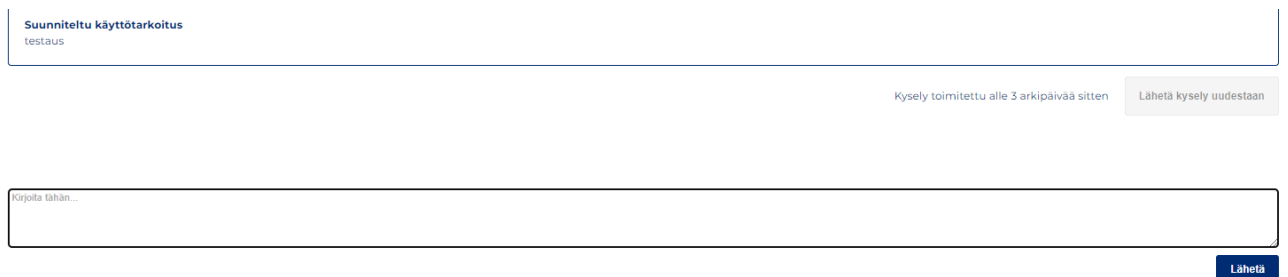 Suunniteltu käyttötarkoitus
testaus
Kysely toimitettu alle 3 arkipäivää sitten
Lähetä kysely uudestaan
Kirjoita tähän...
Lähetä